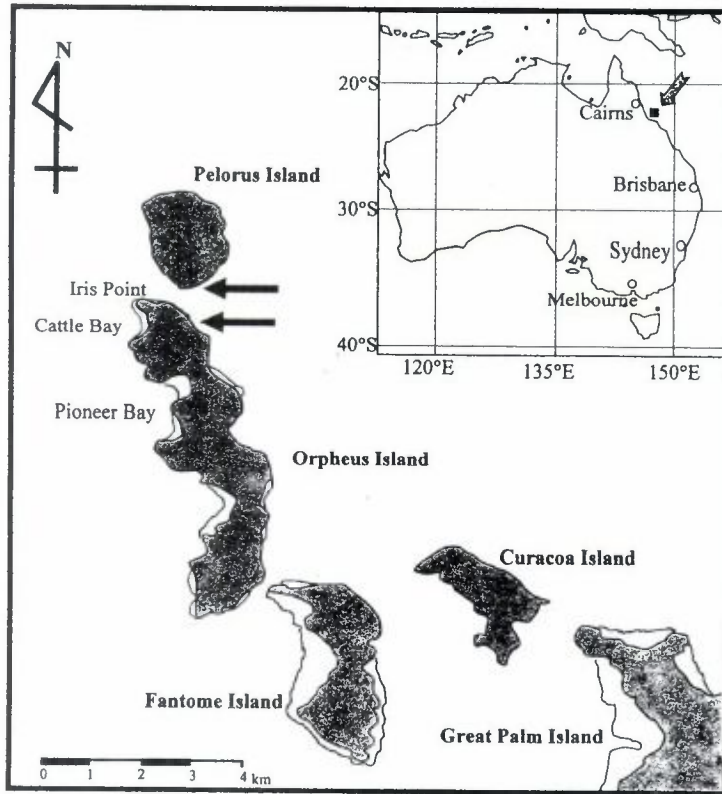 N
Pelorus Island
Iris Point
Cattle Bay
Pioneer Bay
Orpheus Island
Curacoa Island
Fantome Island
Great Palm Island
0 1 2 3 4 km
20°S
Cairns
Brisbane
30°S
Sydney
Melbourne
40°S
120°E 135°E 150°E